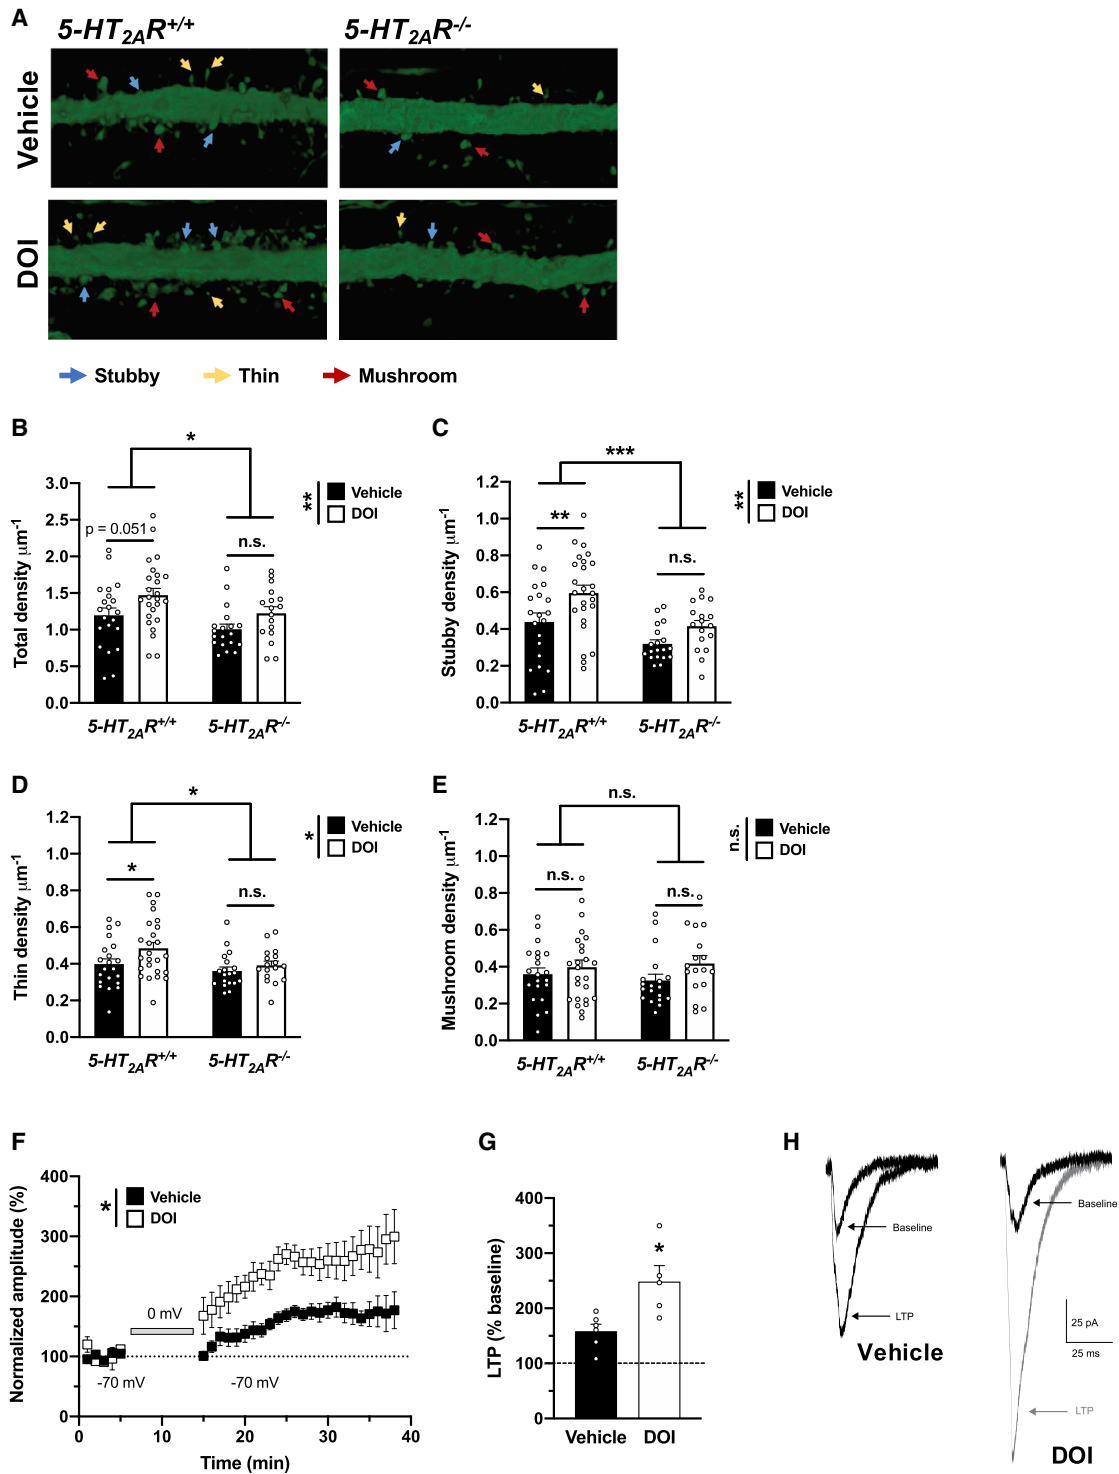 A
5-HT2AR+/+ 5-HT2AR-/-
Vehicle
DOI
Stubby Thin Mushroom
B
Total density μm-1
3.0
2.5
2.0
1.5
1.0
0.5
0.0
*
p = 0.051
n.s.
**
Vehicle
DOI
5-HT2AR+/+ 5-HT2AR-/-
C
Stubby density μm-1
1.2
1.0
0.8
0.6
0.4
0.2
0.0
***
**
n.s.
**
Vehicle
DOI
5-HT2AR+/+ 5-HT2AR-/-
D
Thin density μm-1
1.2
1.0
0.8
0.6
0.4
0.2
0.0
*
*
n.s.
*
Vehicle
DOI
5-HT2AR+/+ 5-HT2AR-/-
E
Mushroom density μm-1
1.2
1.0
0.8
0.6
0.4
0.2
0.0
n.s.
n.s.
n.s.
n.s.
Vehicle
DOI
5-HT2AR+/+ 5-HT2AR-/-
F
Normalized amplitude (%)
400
300
200
100
0
*
Vehicle
DOI
0 mV
-70 mV -70 mV
0 10 20 30 40
Time (min)
G
LTP (% baseline)
400
300
200
100
0
*
Vehicle DOI
H
Baseline
LTP
Vehicle
Baseline
25 pA
25 ms
LTP
DOI